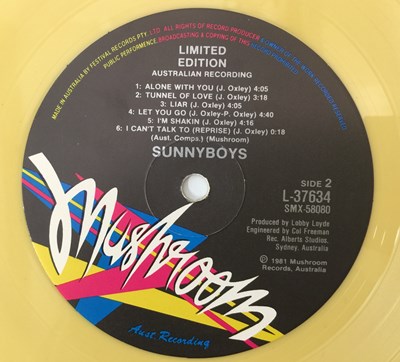 MADE IN AUSTRALIA BY FESTIVAL RECORDS PTY. LTD. ALL RIGHTS OF RECORD PRODUCER
PUBLIC PERFORMANCE, BROADCASTING & COPYING OF THIS
LIMITED
EDITION
AUSTRALIAN RECORDING
1: ALONE WITH YOU (J. Oxley) 4:05
2: TUNNEL OF LOVE (J. Oxley) 3:18
3: LIAR (J. Oxley) 4:05
4: LET YOU GO (J. Oxley-P. Oxley) 4:40
5: I'M SHAKIN (J. Oxley) 4:16
6: I CAN'T TALK TO (REPRISE) (J. Oxley) 0:18
(Aust. Comps.) (Mushroom)
SUNNYBOYS
SIDE 2
L-37634
SMX-58080
Produced by Lobby Loyde
Engineered by Col Freeman
Rec. Alberts Studios.
Sydney. Australia
℗ 1981 Mushroom
Records, Australia
Mushroom
Aust. Recording